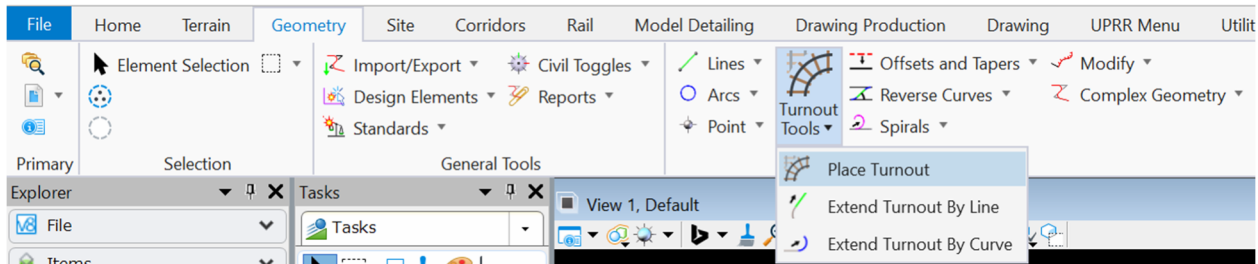 File Home Terrain Geometry Site Corridors Rail Model Detailing Drawing Production Drawing UPRR Menu Utilit
Element Selection Import/Export Civil Toggles Lines Offsets and Tapers Modify
Design Elements Reports Arcs Turnout Tools Reverse Curves Complex Geometry
Standards Point Spirals
Primary Selection General Tools
Place Turnout
Explorer Tasks
View 1, Default Extend Turnout By Line
V8 File Tasks
Extend Turnout By Curve
Items